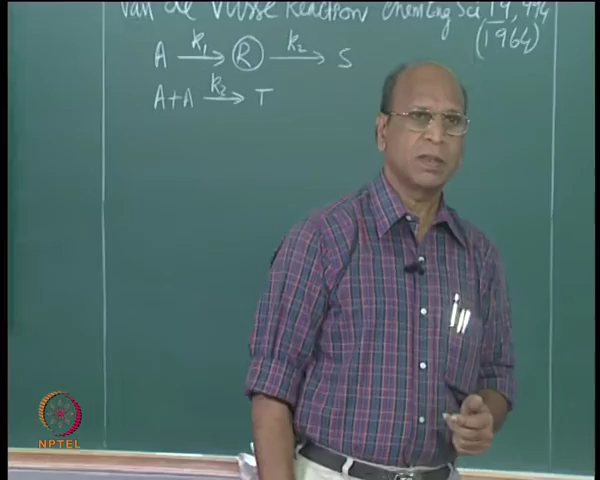 Van de Vusse Reaction Chem Eng Sci 19, 994
(1964)
A k₁→ R k₂→ S
A+A k₃→ T
NPTEL